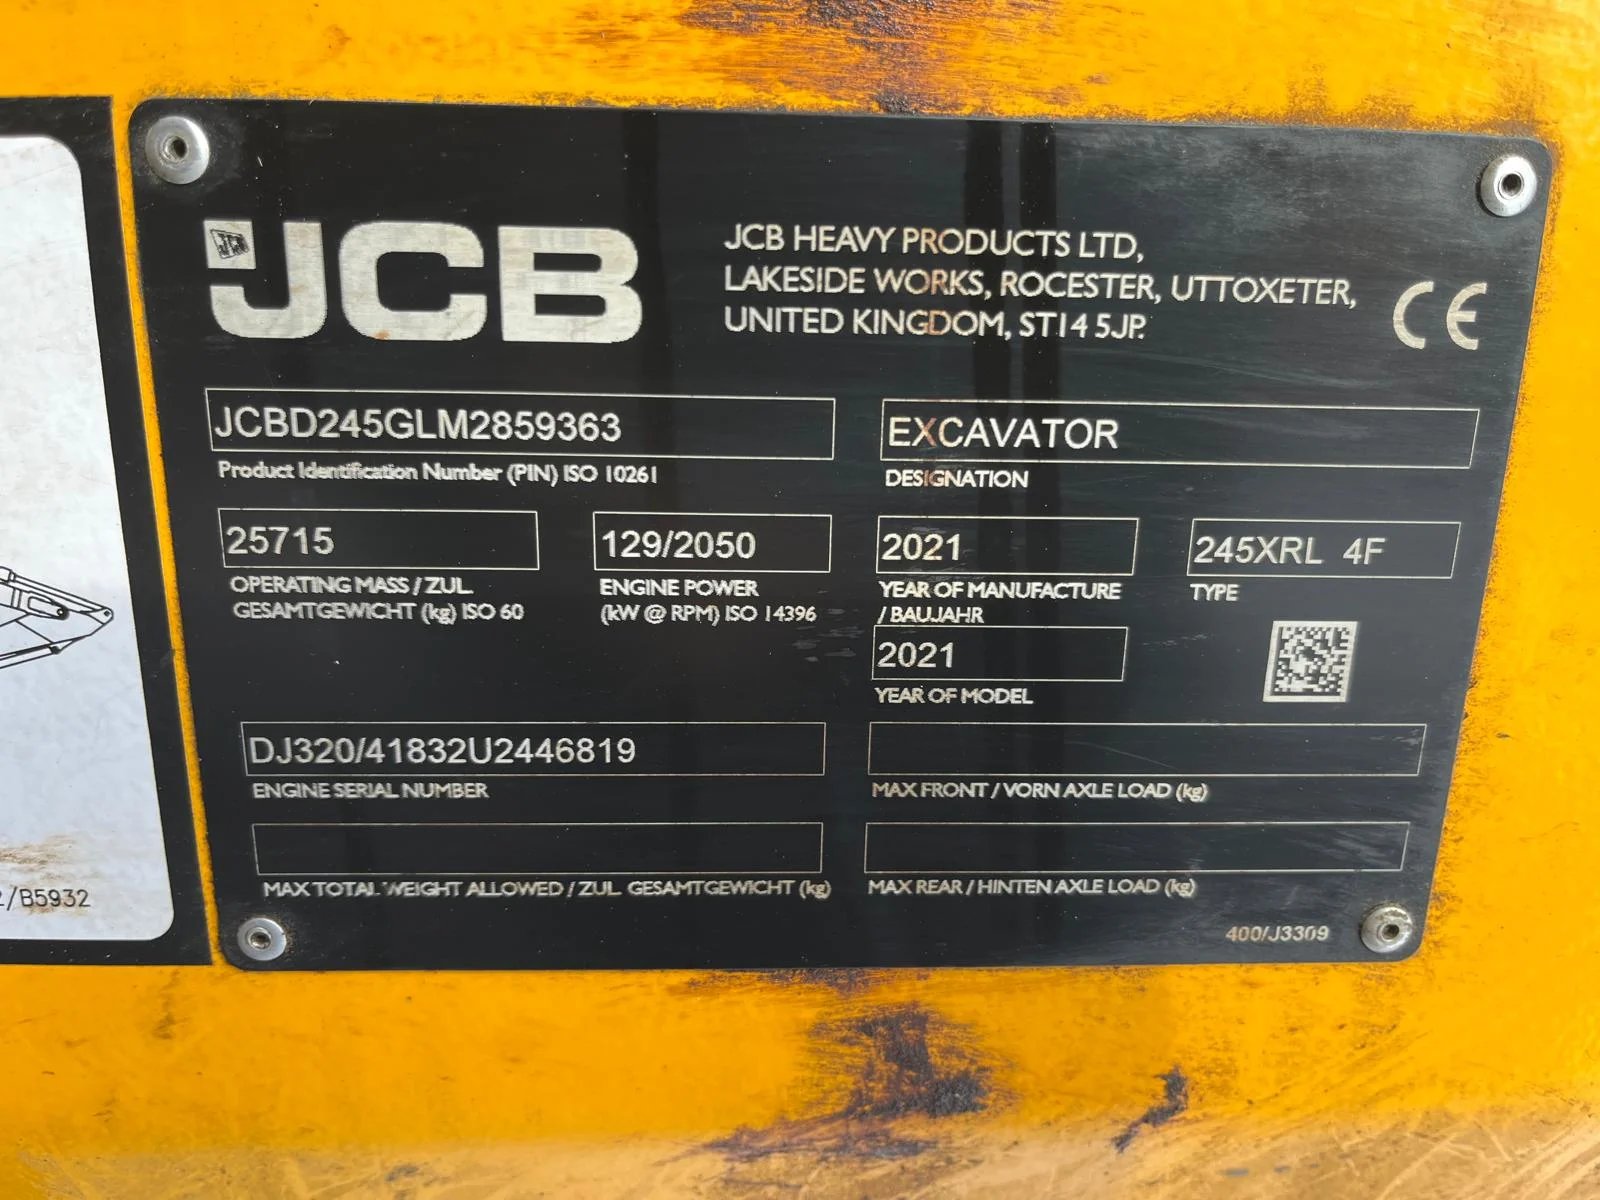 JCB
JCB
JCB HEAVY PRODUCTS LTD,
LAKESIDE WORKS, ROCESTER, UTTOXETER,
UNITED KINGDOM, ST14 5JP.
CE
JCBD245GLM2859363
Product Identification Number (PIN) ISO 10261
EXCAVATOR
DESIGNATION
25715
OPERATING MASS / ZUL.
GESAMTGEWICHT (kg) ISO 60
129/2050
ENGINE POWER
(kW @ RPM) ISO 14396
2021
YEAR OF MANUFACTURE
/ BAUJAHR
245XRL 4F
TYPE
2021
YEAR OF MODEL
DJ320/41832U2446819
ENGINE SERIAL NUMBER
MAX FRONT / VORN AXLE LOAD (kg)
MAX TOTAL WEIGHT ALLOWED / ZUL. GESAMTGEWICHT (kg)
MAX REAR / HINTEN AXLE LOAD (kg)
400/J3309
/B5932